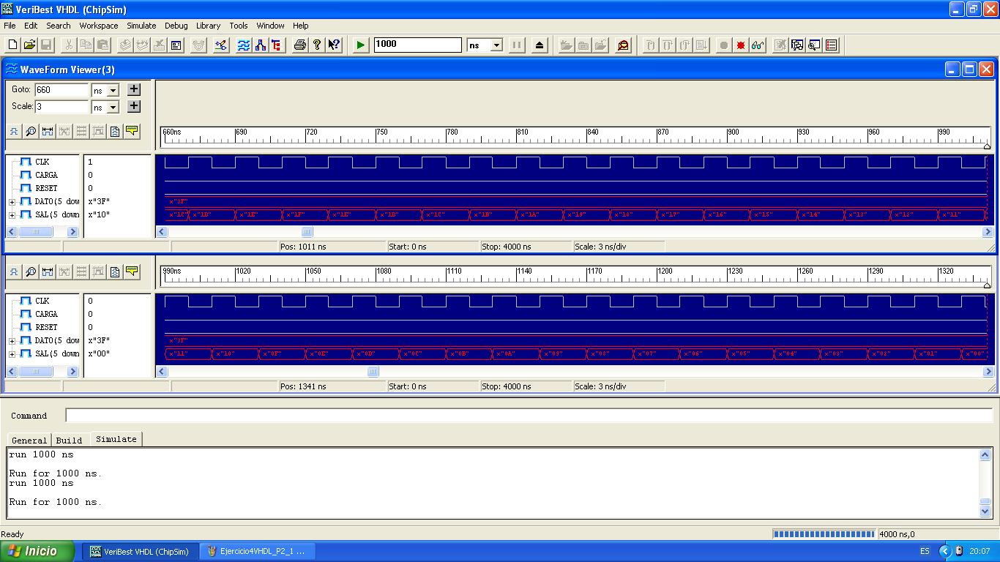 VeriBest VHDL (ChipSim)
File Edit Search Workspace Simulate Debug Library Tools Window Help
1000 ns
WaveForm Viewer(3)
Goto: 660 ns
Scale: 3 ns
660ns 690 720 750 780 810 840 870 900 930 960 990
CLK 1
CARGA 0
RESET 0
DATO(5 dow x"3F" x"3F"
SAL(5 down x"10" x"1C" x"1D" x"1E" x"1F" x"1E" x"1D" x"1C" x"1B" x"1A" x"19" x"18" x"17" x"16" x"15" x"14" x"13" x"12" x"11"
Pos: 1011 ns Start: 0 ns Stop: 4000 ns Scale: 3 ns/div
990ns 1020 1050 1080 1110 1140 1170 1200 1230 1260 1290 1320
CLK 0
CARGA 0
RESET 0
DATO(5 dow x"3F" x"3F"
SAL(5 down x"00" x"11" x"10" x"0F" x"0E" x"0D" x"0C" x"0B" x"0A" x"09" x"08" x"07" x"06" x"05" x"04" x"03" x"02" x"01" x"00"
Pos: 1341 ns Start: 0 ns Stop: 4000 ns Scale: 3 ns/div
Command
General Build Simulate
run 1000 ns
Run for 1000 ns.
run 1000 ns
Run for 1000 ns.
Ready 4000 ns,0
Inicio VeriBest VHDL (ChipSim) Ejercicio4VHDL_P2_1 ... ES 20:07